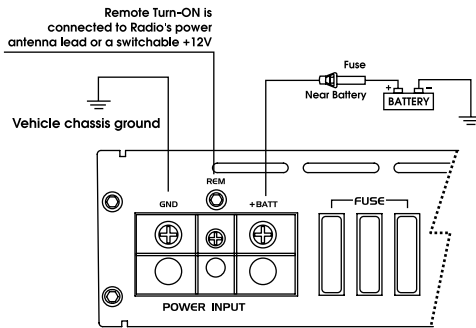 Remote Turn-ON is
connected to Radio's power
antenna lead or a switchable +12V
Fuse
Near Battery
+ −
BATTERY
Vehicle chassis ground
REM
GND
+BATT
FUSE
POWER INPUT